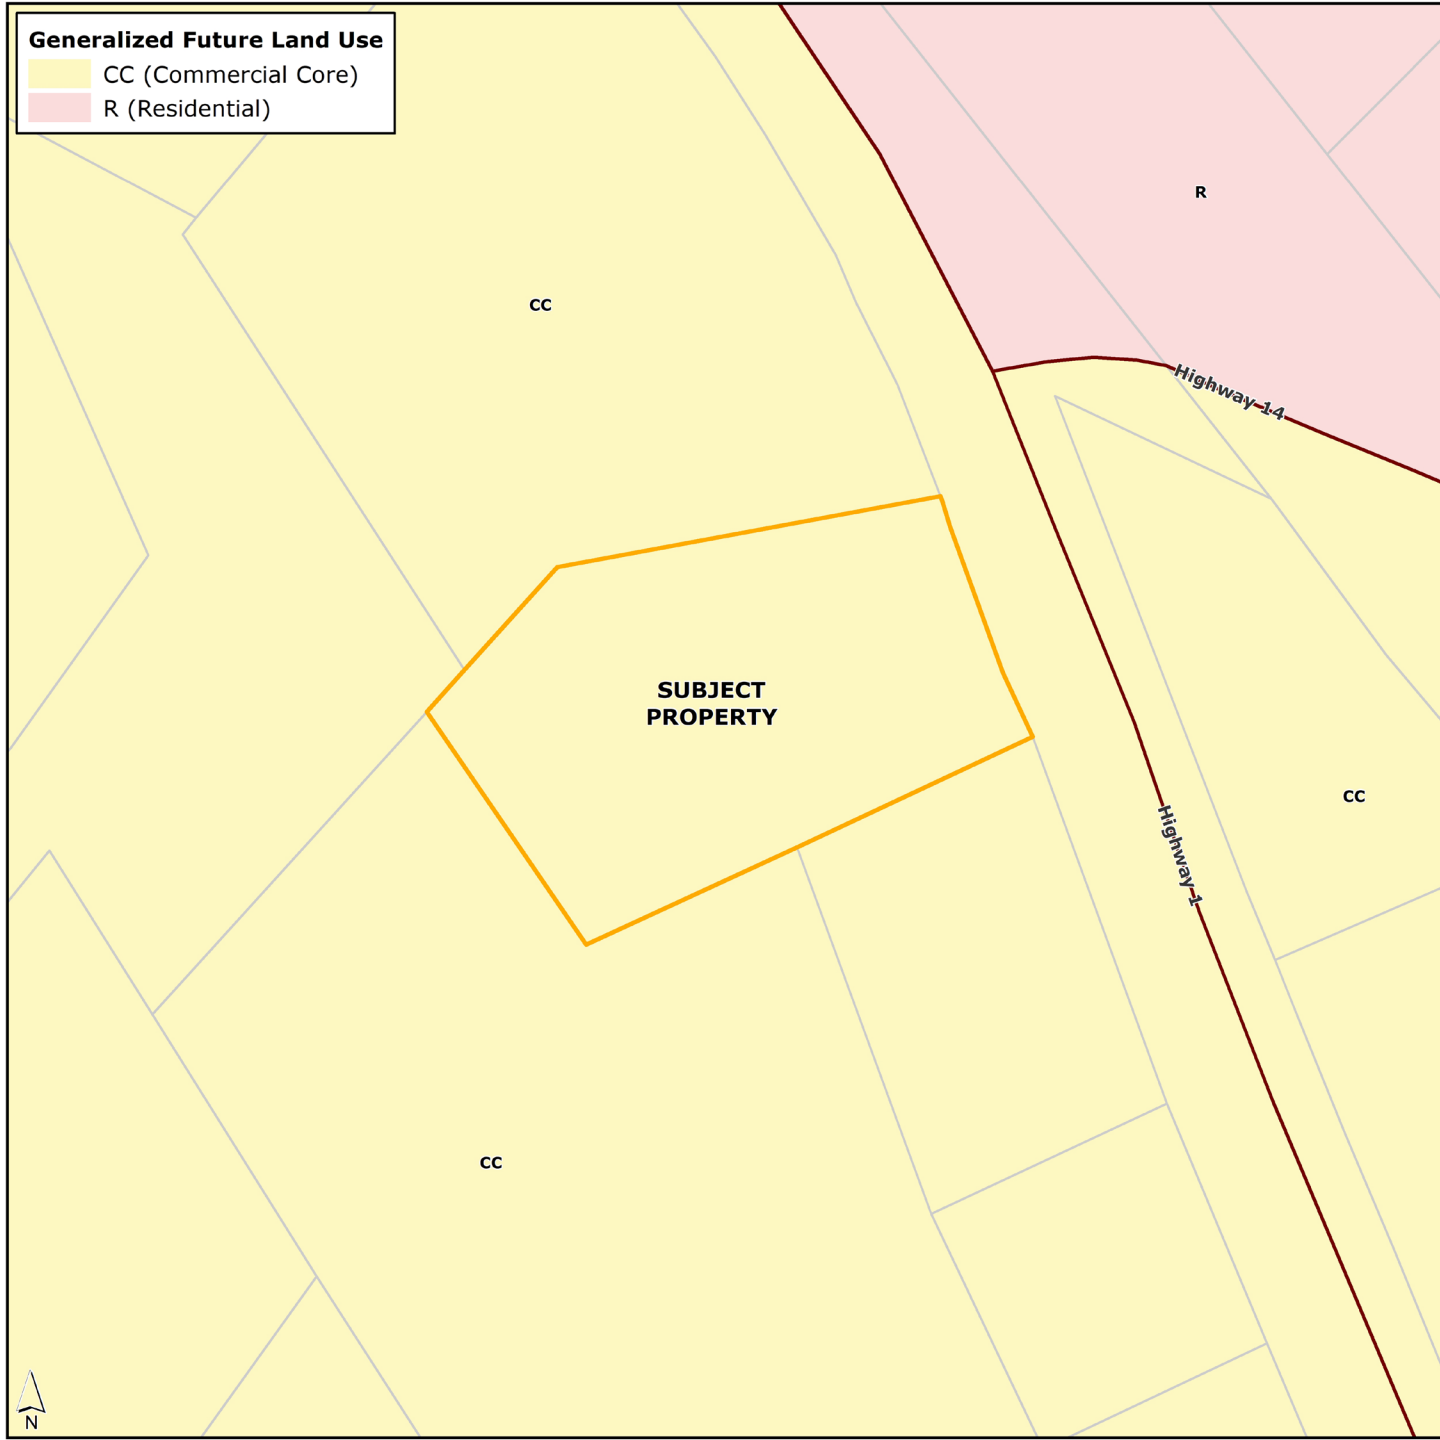 Generalized Future Land Use
CC (Commercial Core)
R (Residential)
R
CC
Highway 14
SUBJECT
PROPERTY
CC
Highway 1
CC
N